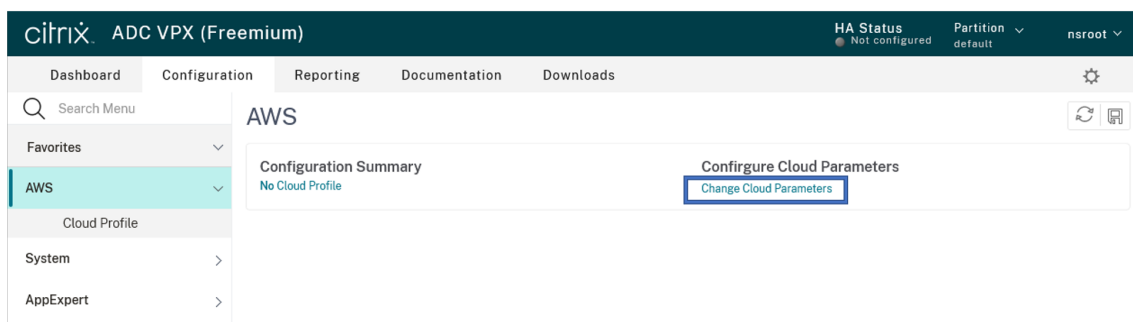 citrix. ADC VPX (Freemium)
HA Status
Not configured
Partition
default
nsroot
Dashboard Configuration Reporting Documentation Downloads
Search Menu
Favorites
AWS
Cloud Profile
System
AppExpert
AWS
Configuration Summary
No Cloud Profile
Confirgure Cloud Parameters
Change Cloud Parameters